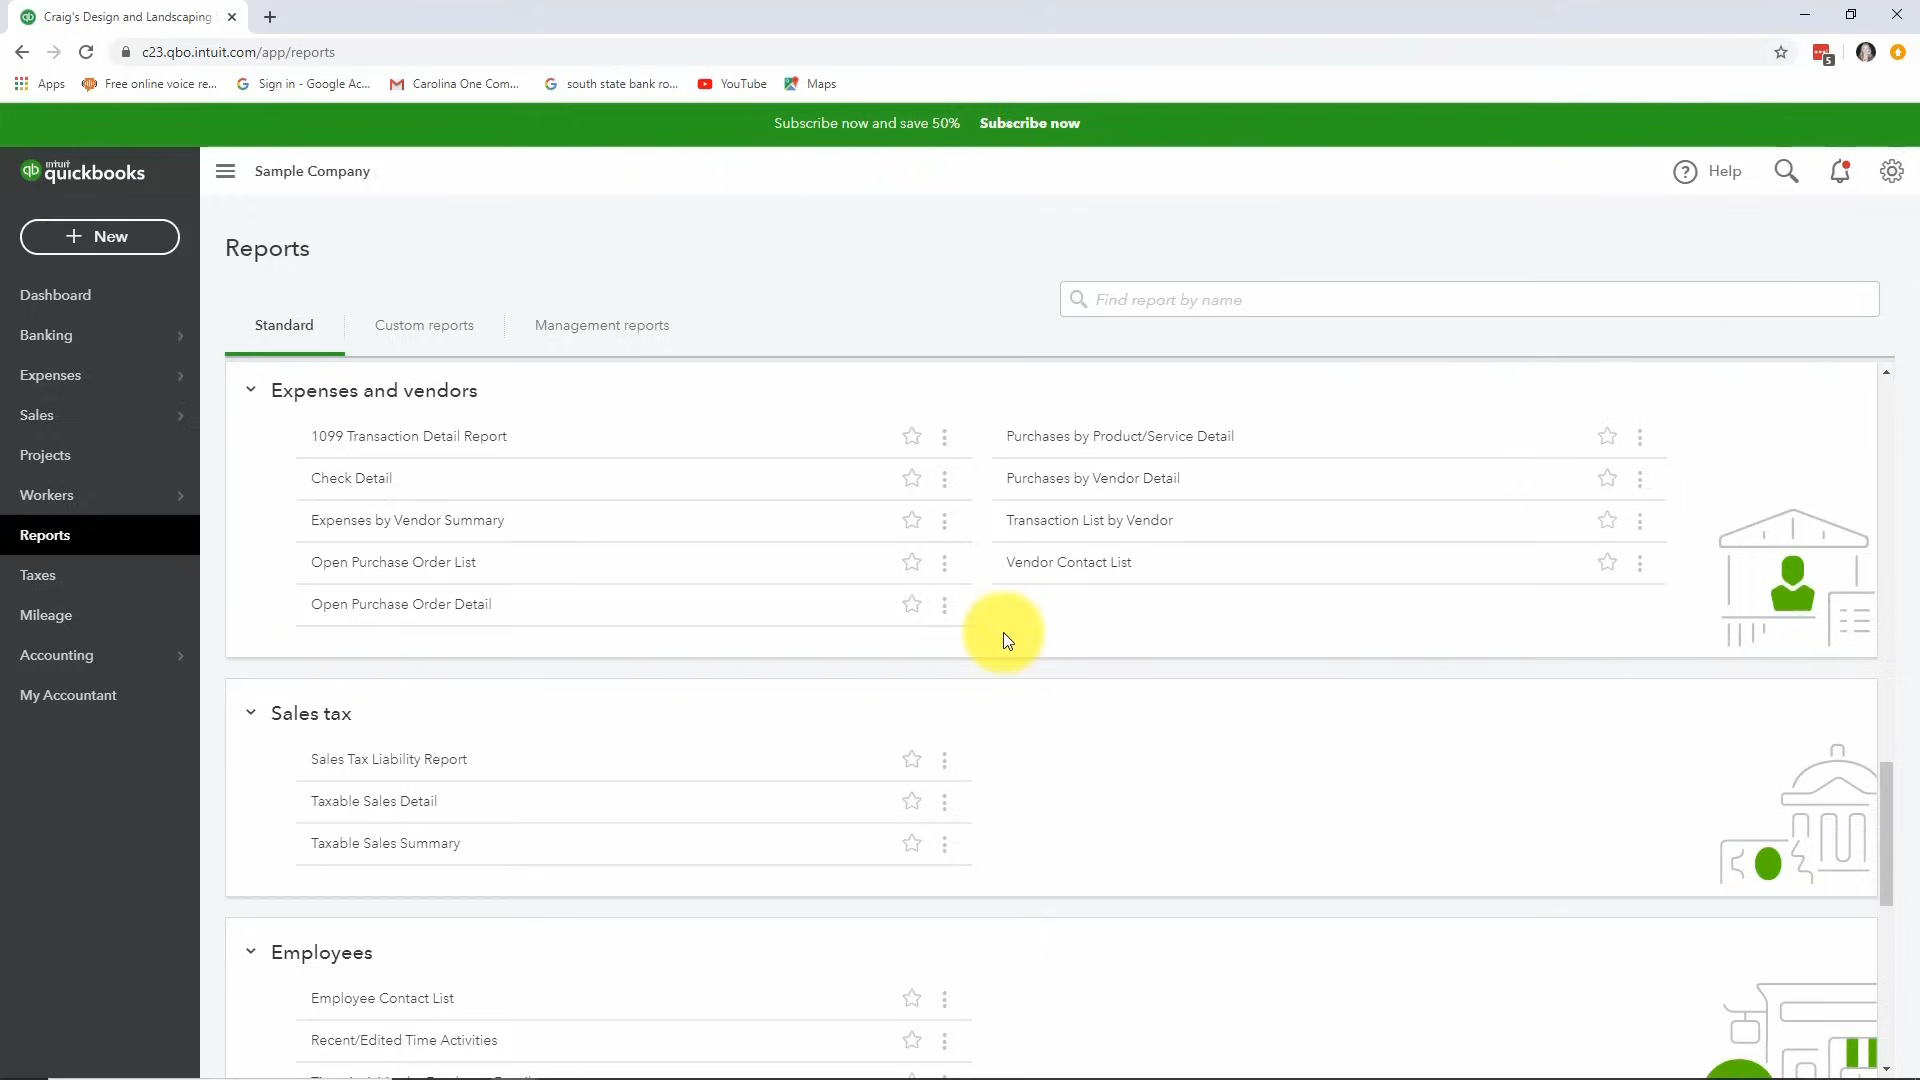 Craig's Design and Landscaping
c23.qbo.intuit.com/app/reports
5
Apps
Free online voice re...
Sign in - Google Ac...
Carolina One Com...
south state bank ro...
YouTube
Maps
Subscribe now and save 50% Subscribe now
qb intuit quickbooks
Sample Company
? Help
+ New
Dashboard
Banking
Expenses
Sales
Projects
Workers
Reports
Taxes
Mileage
Accounting
My Accountant
Reports
Find report by name
Standard
Custom reports
Management reports
Expenses and vendors
1099 Transaction Detail Report
Check Detail
Expenses by Vendor Summary
Open Purchase Order List
Open Purchase Order Detail
Purchases by Product/Service Detail
Purchases by Vendor Detail
Transaction List by Vendor
Vendor Contact List
Sales tax
Sales Tax Liability Report
Taxable Sales Detail
Taxable Sales Summary
Employees
Employee Contact List
Recent/Edited Time Activities